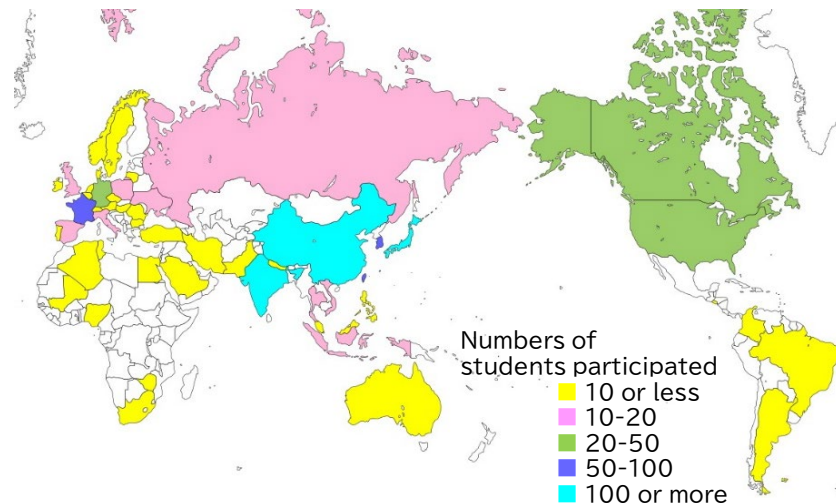 Numbers of
students participated
10 or less
10-20
20-50
50-100
100 or more